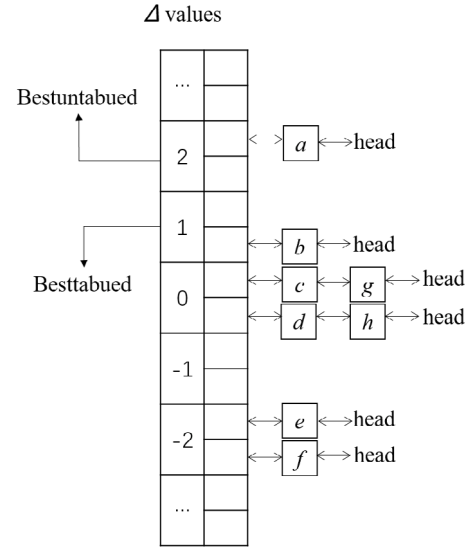 Δ values
...
Bestuntabued
2
a
head
1
b
head
Besttabued
0
c
g
head
d
h
head
-1
-2
e
head
f
head
...